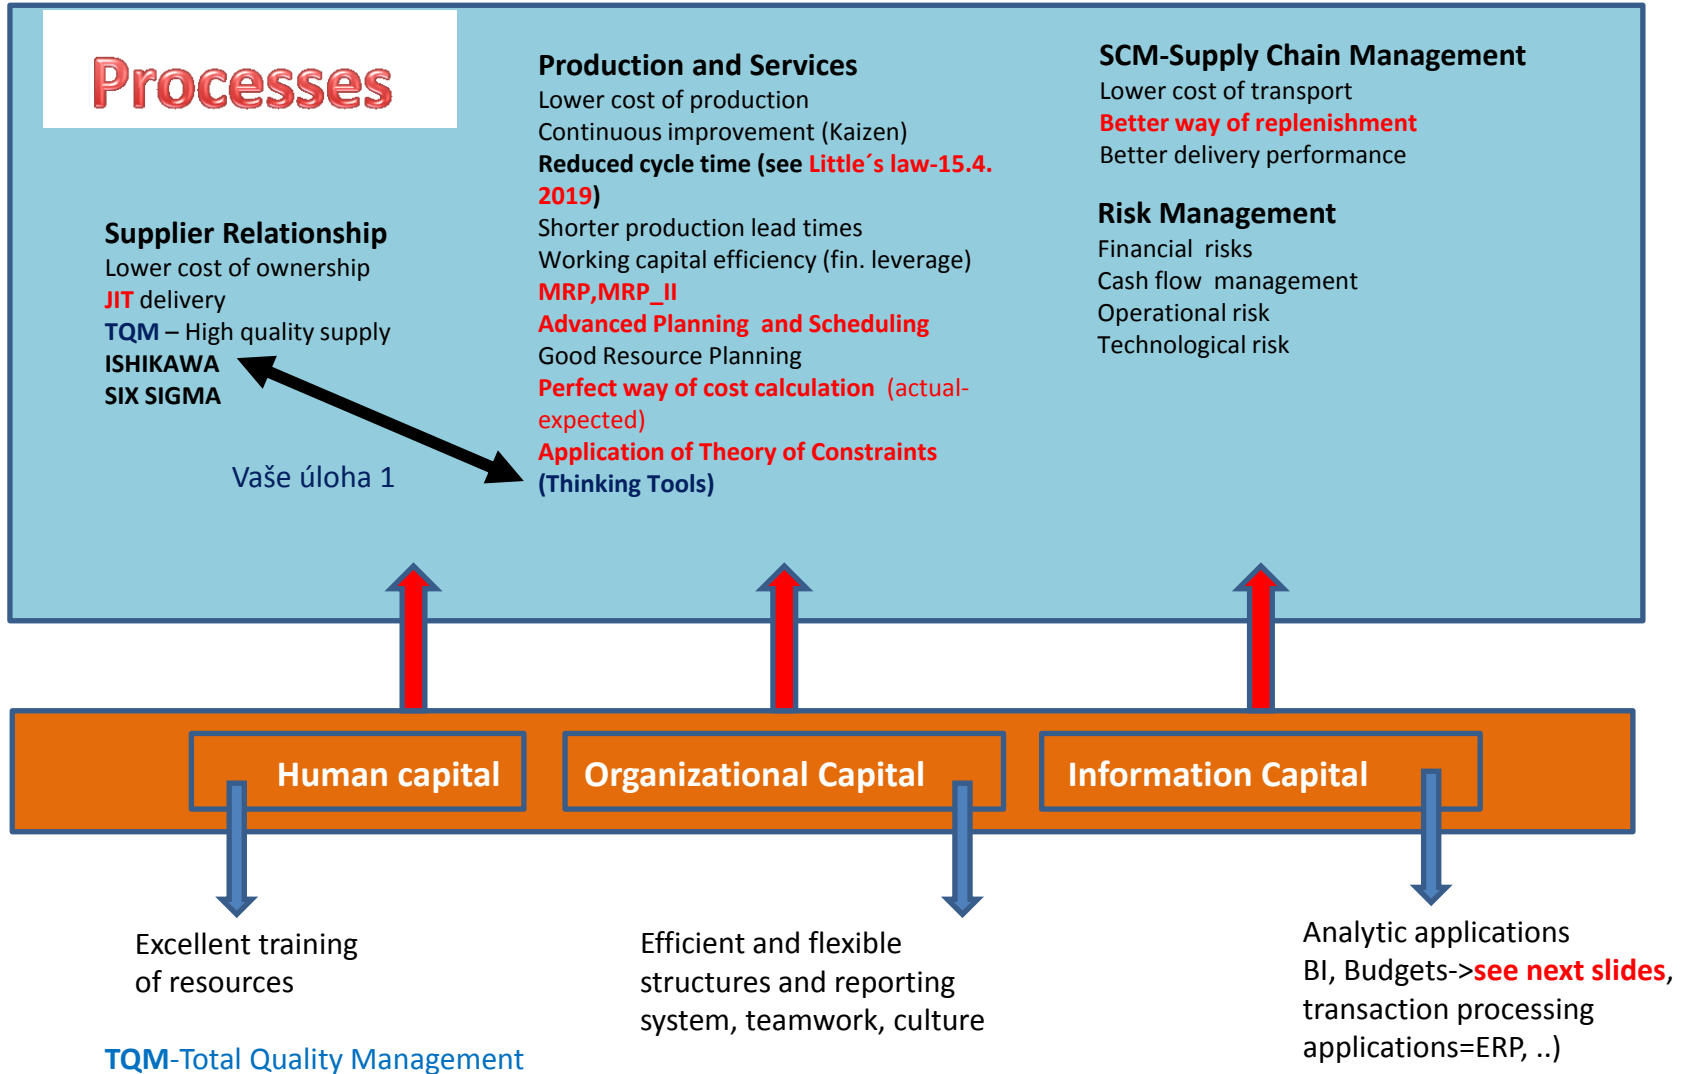 Processes
Supplier Relationship
Lower cost of ownership
JIT delivery
TQM – High quality supply
ISHIKAWA
SIX SIGMA
Vaše úloha 1
Production and Services
Lower cost of production
Continuous improvement (Kaizen)
Reduced cycle time (see Little´s law-15.4.
2019)
Shorter production lead times
Working capital efficiency (fin. leverage)
MRP,MRP_II
Advanced Planning and Scheduling
Good Resource Planning
Perfect way of cost calculation (actual-
expected)
Application of Theory of Constraints
(Thinking Tools)
SCM-Supply Chain Management
Lower cost of transport
Better way of replenishment
Better delivery performance
Risk Management
Financial risks
Cash flow management
Operational risk
Technological risk
Human capital
Organizational Capital
Information Capital
Excellent training
of resources
TQM-Total Quality Management
Efficient and flexible
structures and reporting
system, teamwork, culture
Analytic applications
BI, Budgets->see next slides,
transaction processing
applications=ERP, ..)